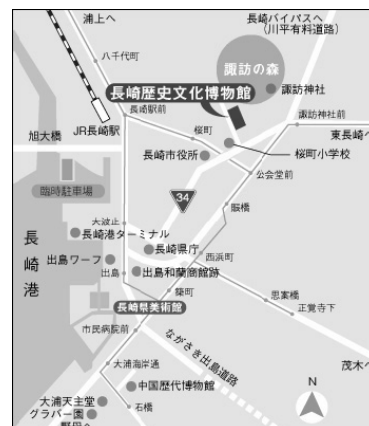 浦上へ
長崎バイパスへ
(川平有料道路)
八千代町
諏訪の森
長崎歴史文化博物館
諏訪神社
長崎駅前
諏訪神社前
JR長崎駅
旭大橋
桜町
東長崎へ
長崎市役所
桜町小学校
公会堂前
臨時駐車場
34
賑橋
大波止
長崎港
長崎港ターミナル
長崎県庁
西浜町
出島ワーフ
出島
出島和蘭商館跡
築町
思案橋
正覚寺下
長崎県美術館
市民病院前
ながさき出島道路
茂木へ
大浦海岸通
中国歴代博物館
N
大浦天主堂
グラバー園
石橋
野母へ